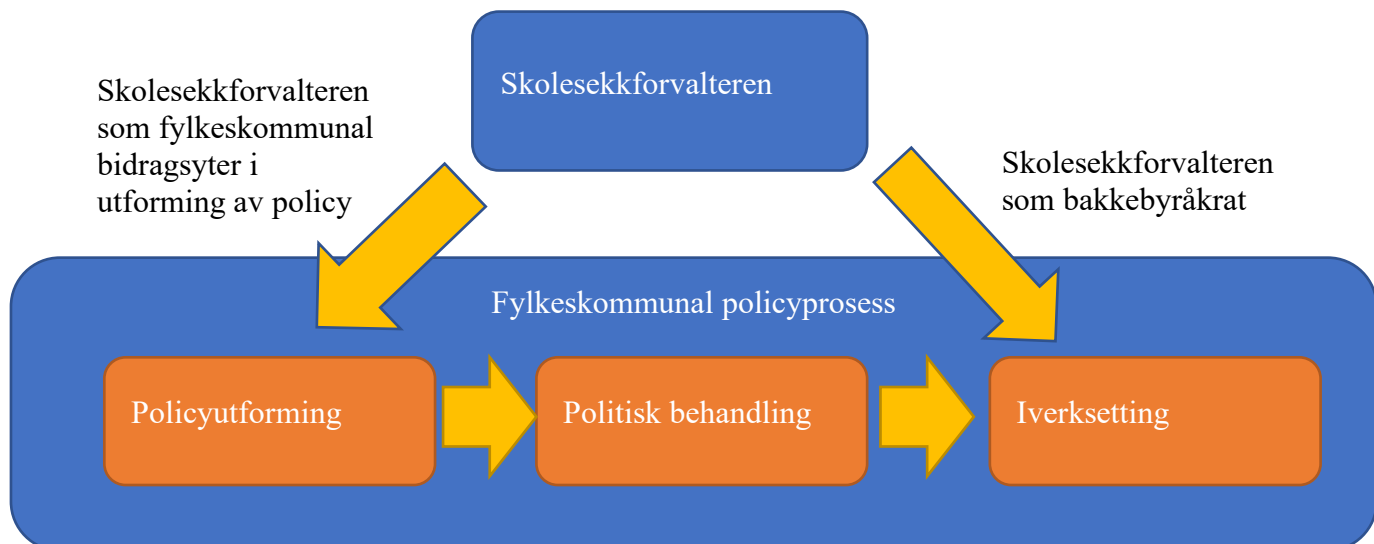 Skolesekkforvalteren
Skolesekkforvalteren
som fylkeskommunal
bidragsyter i
utforming av policy
Skolesekkforvalteren
som bakkebyråkrat
Fylkeskommunal policyprosess
Policyutforming
Politisk behandling
Iverksetting